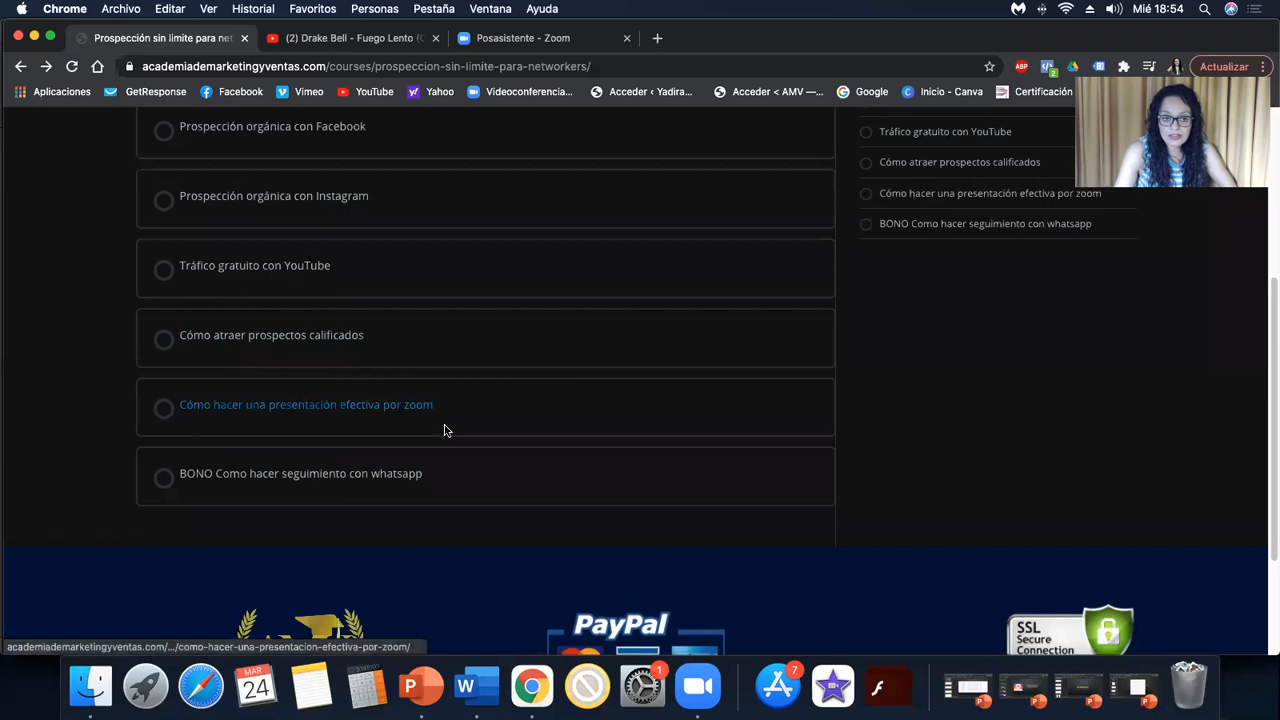 Chrome Archivo Editar Ver Historial Favoritos Personas Pestaña Ventana Ayuda Mié 18:54
Prospección sin limite para net × (2) Drake Bell - Fuego Lento ( × Posasistente - Zoom × +
academiademarketingyventas.com/courses/prospeccion-sin-limite-para-networkers/ ABP 2 Actualizar
Aplicaciones GetResponse Facebook Vimeo YouTube Yahoo Videoconferencia... Acceder ‹ Yadira... Acceder < AMV —... Google Inicio - Canva Certificación
Prospección orgánica con Facebook
Prospección orgánica con Instagram
Tráfico gratuito con YouTube
Cómo atraer prospectos calificados
Cómo hacer una presentación efectiva por zoom
BONO Como hacer seguimiento con whatsapp
Tráfico gratuito con YouTube
Cómo atraer prospectos calificados
Cómo hacer una presentación efectiva por zoom
BONO Como hacer seguimiento con whatsapp
PayPal
SSL
Secure
Connection
academiademarketingyventas.com/.../como-hacer-una-presentacion-efectiva-por-zoom/
MAR
24
P
W
1
7